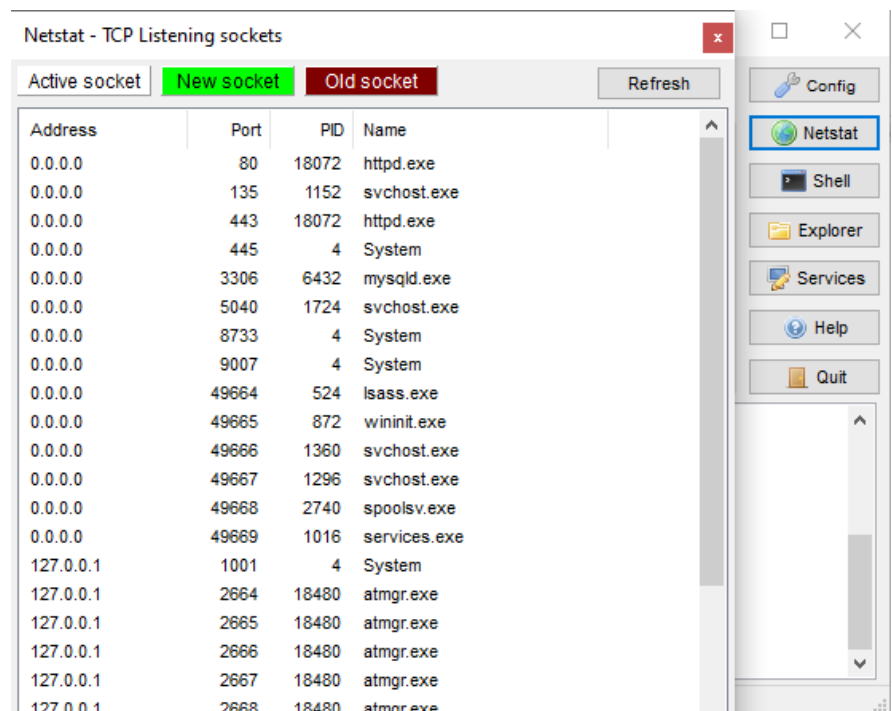 Netstat - TCP Listening sockets x
Active socket New socket Old socket Refresh
Address Port PID Name
0.0.0.0 80 18072 httpd.exe
0.0.0.0 135 1152 svchost.exe
0.0.0.0 443 18072 httpd.exe
0.0.0.0 445 4 System
0.0.0.0 3306 6432 mysqld.exe
0.0.0.0 5040 1724 svchost.exe
0.0.0.0 8733 4 System
0.0.0.0 9007 4 System
0.0.0.0 49664 524 lsass.exe
0.0.0.0 49665 872 wininit.exe
0.0.0.0 49666 1360 svchost.exe
0.0.0.0 49667 1296 svchost.exe
0.0.0.0 49668 2740 spoolsv.exe
0.0.0.0 49669 1016 services.exe
127.0.0.1 1001 4 System
127.0.0.1 2664 18480 atmgr.exe
127.0.0.1 2665 18480 atmgr.exe
127.0.0.1 2666 18480 atmgr.exe
127.0.0.1 2667 18480 atmgr.exe
127.0.0.1 2668 18480 atmgr.exe
Config
Netstat
Shell
Explorer
Services
Help
Quit